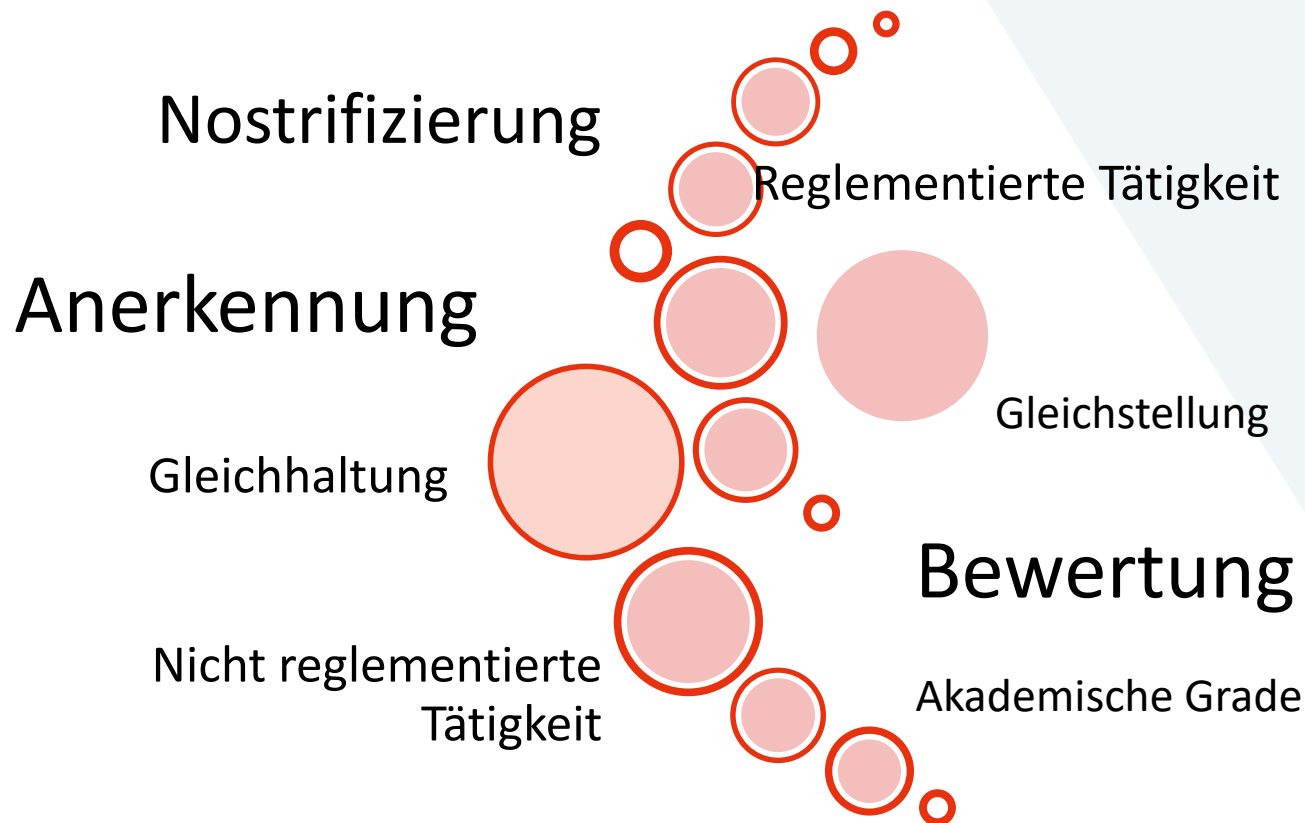 Nostrifizierung
Reglementierte Tätigkeit
Anerkennung
Gleichstellung
Gleichhaltung
Bewertung
Nicht reglementierte
Tätigkeit
Akademische Grade